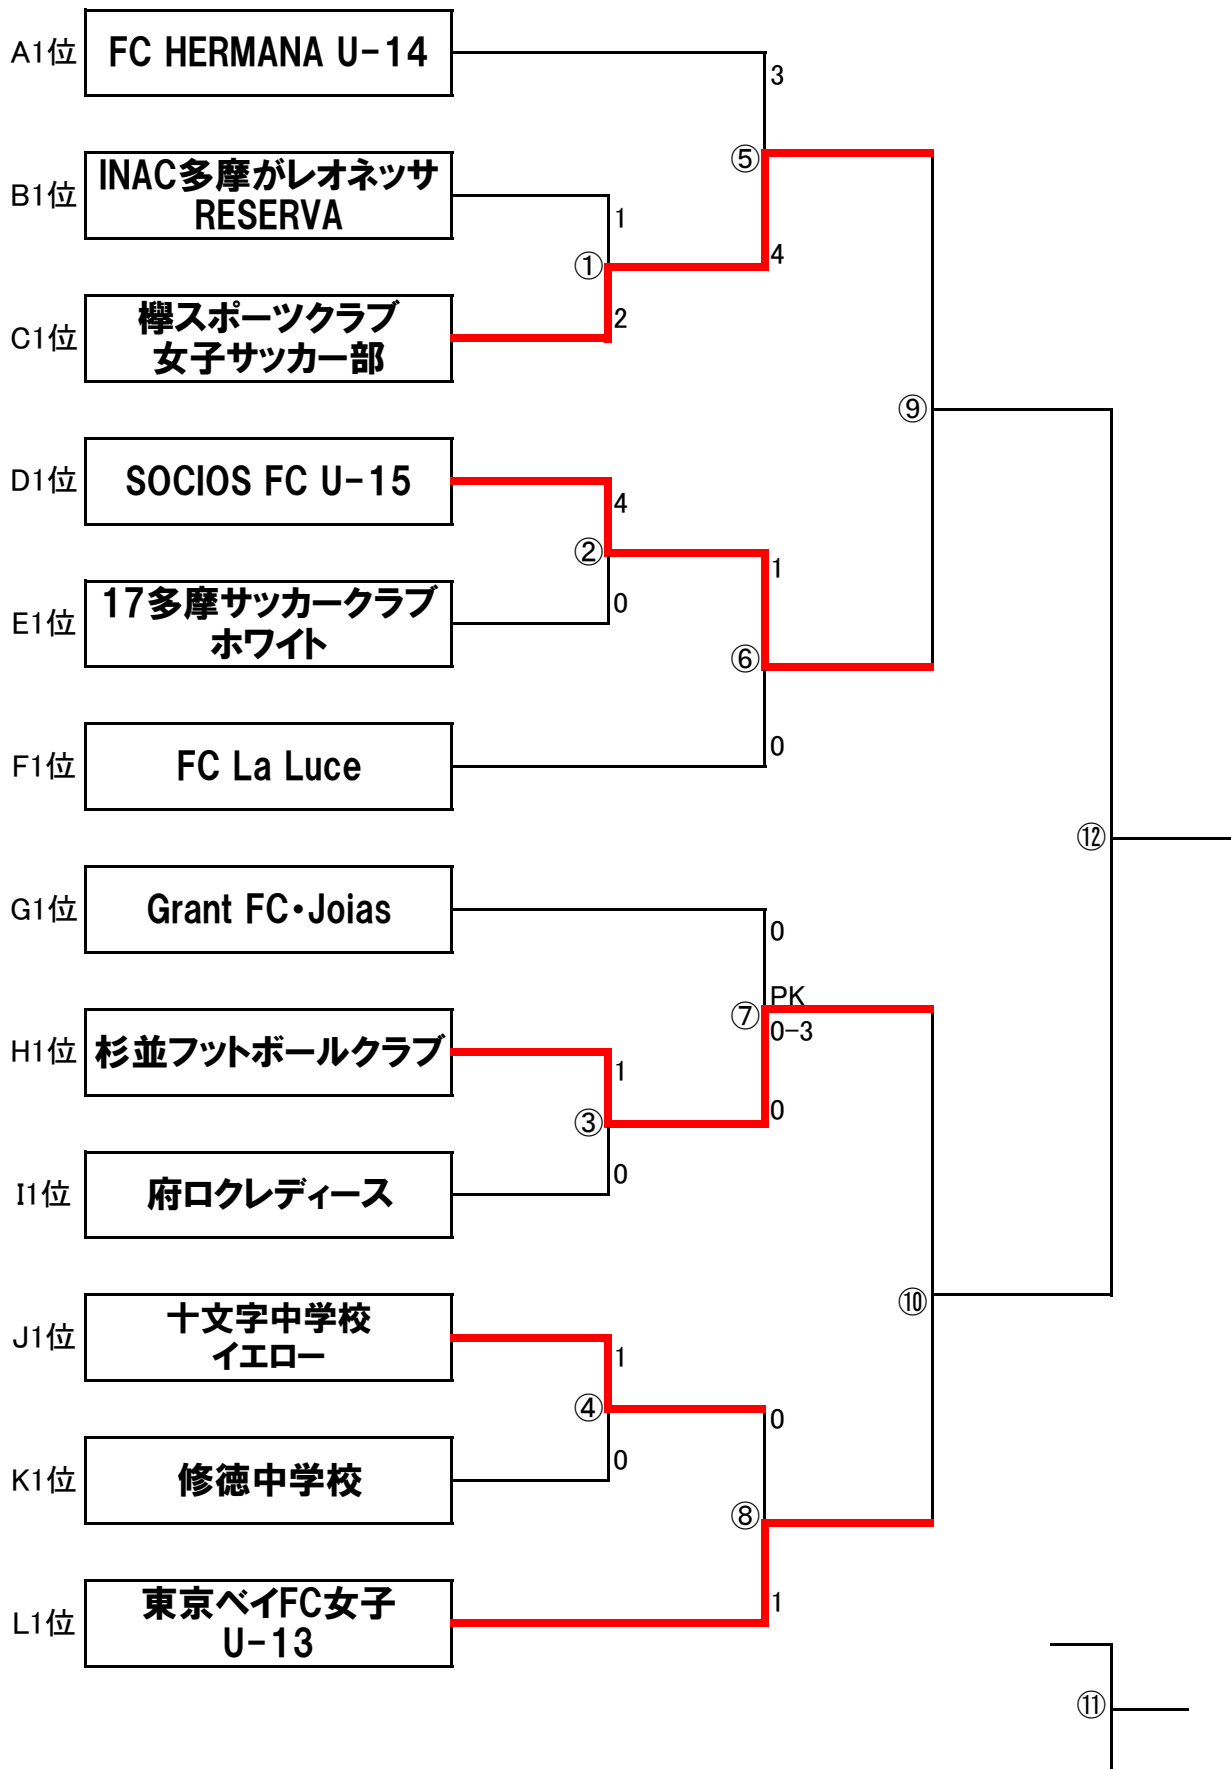 A1位
FC HERMANA U-14
3
⑤
B1位
INAC多摩がレオネッサ
RESERVA
1
①
4
C1位
欅スポーツクラブ
女子サッカー部
2
⑨
D1位
SOCIOS FC U-15
4
②
1
E1位
17多摩サッカークラブ
ホワイト
0
⑥
F1位
FC La Luce
0
⑫
G1位
Grant FC・Joias
0
PK
⑦
0-3
H1位
杉並フットボールクラブ
1
③
0
I1位
府ロクレディース
0
⑩
J1位
十文字中学校
イエロー
1
④
0
K1位
修徳中学校
0
⑧
L1位
東京ベイFC女子
U-13
1
⑪